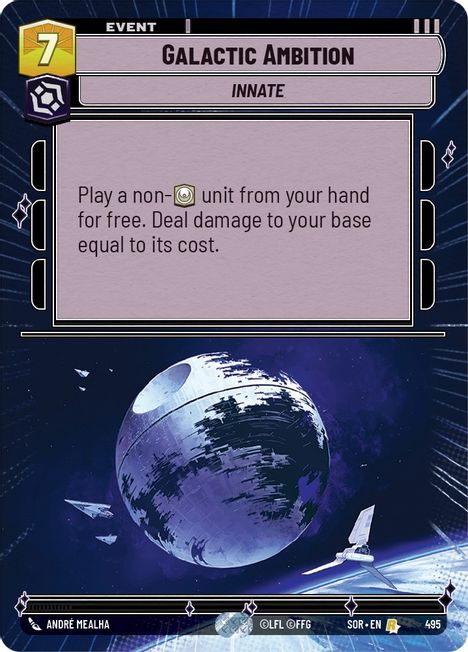 EVENT
7
GALACTIC AMBITION
INNATE
Play a non- unit from your hand
for free. Deal damage to your base
equal to its cost.
ANDRÉ MEALHA
©LFL ©FFG
SOR • EN
R
495